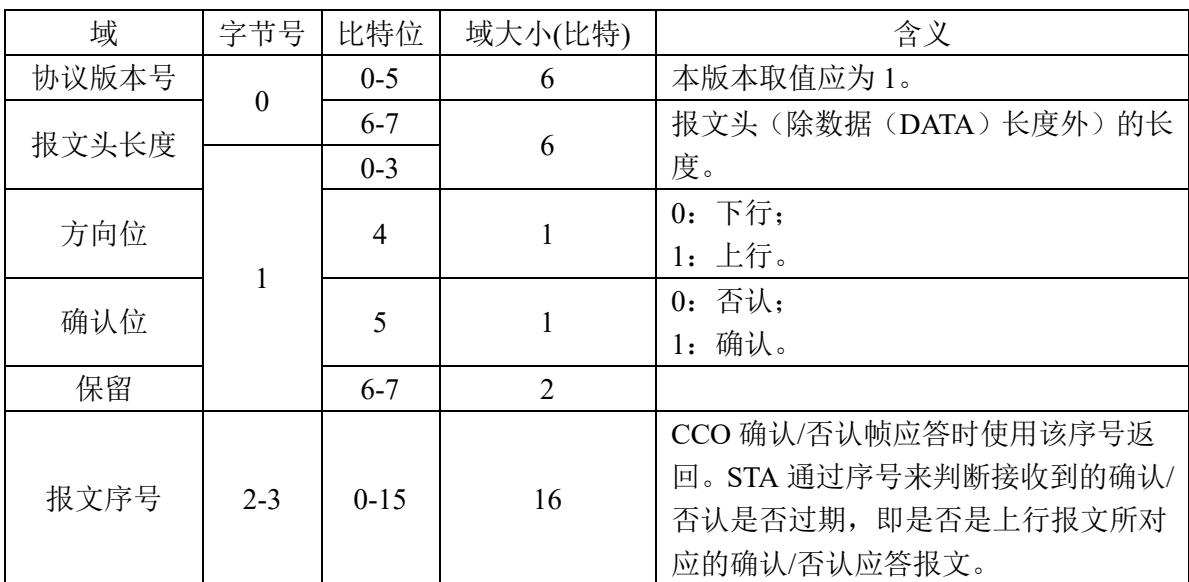 域 字节号 比特位 域大小(比特) 含义
协议版本号 0 0-5 6 本版本取值应为 1。
报文头长度 6-7 6 报文头（除数据（DATA）长度外）的长
1 0-3 度。
方向位 4 1 0：下行；
1：上行。
确认位 5 1 0：否认；
1：确认。
保留 6-7 2
报文序号 2-3 0-15 16 CCO 确认/否认帧应答时使用该序号返
回。STA 通过序号来判断接收到的确认/
否认是否过期，即是否是上行报文所对
应的确认/否认应答报文。